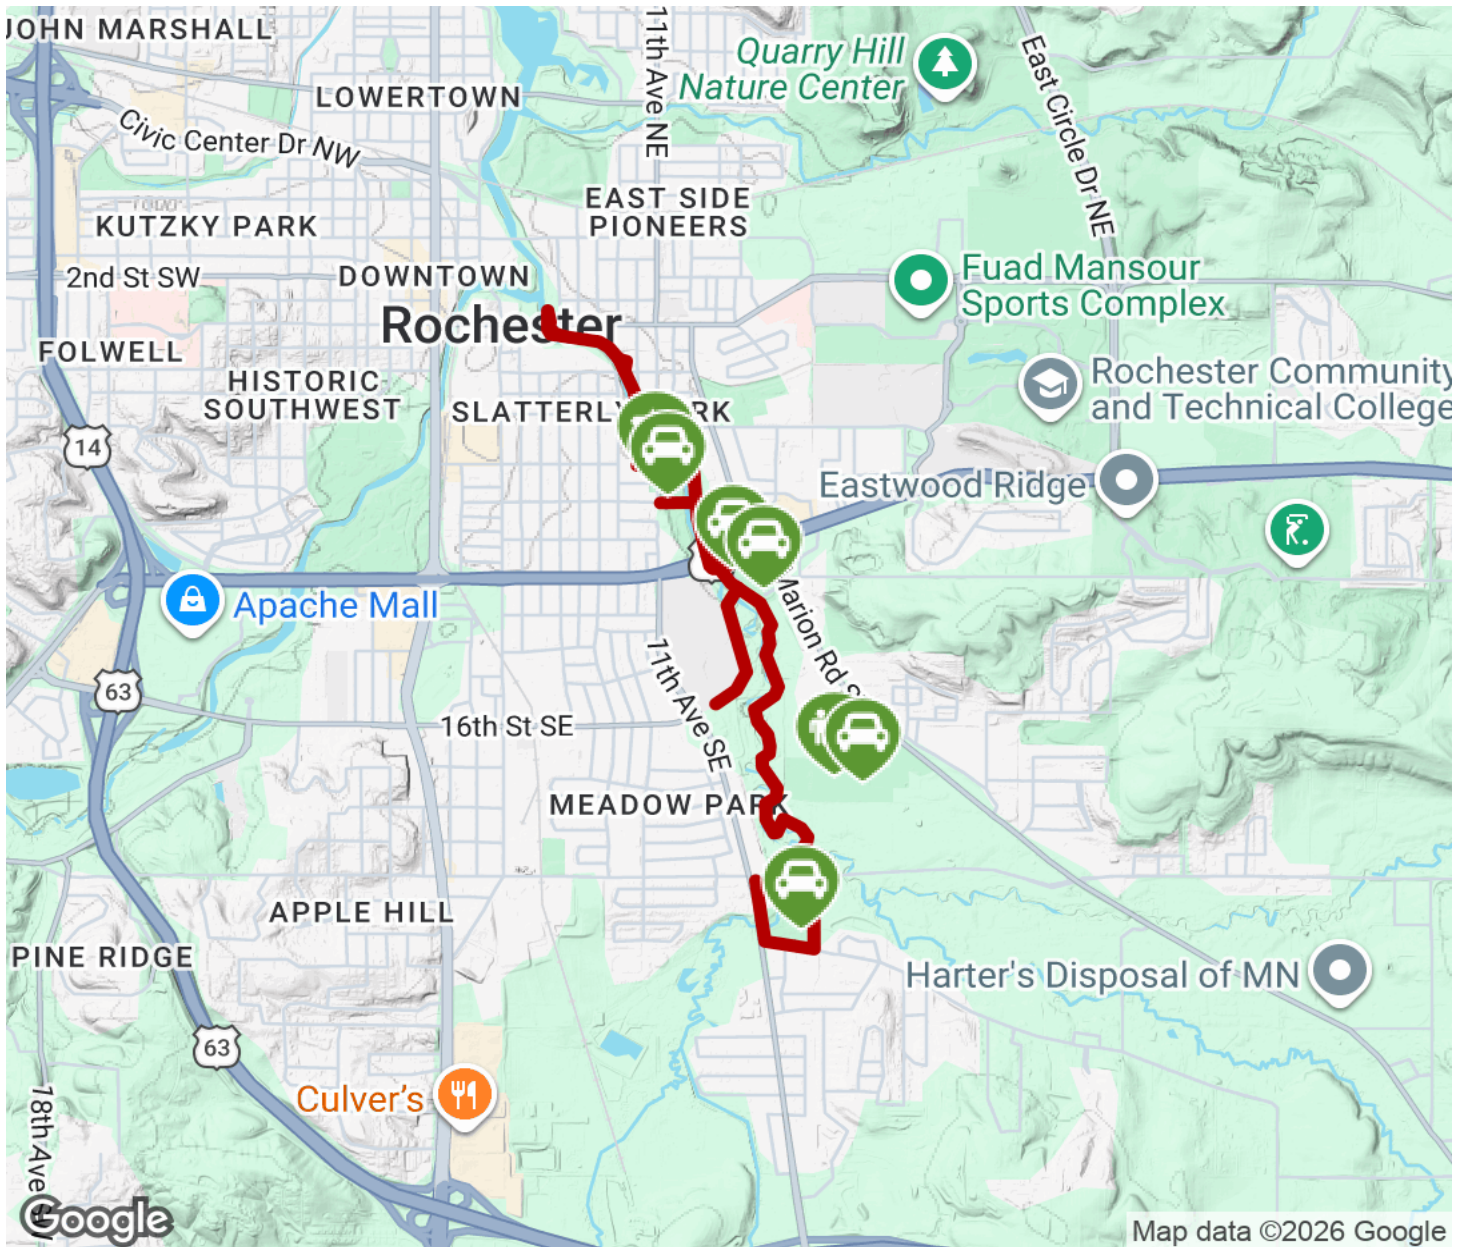 JOHN MARSHALL
LOWERTOWN
Civic Center Dr NW
11th Ave NE
Quarry Hill
Nature Center
East Circle Dr NE
KUTZKY PARK
EAST SIDE
PIONEERS
2nd St SW
DOWNTOWN
Rochester
Fuad Mansour
Sports Complex
FOLWELL
HISTORIC
SOUTHWEST
Rochester Community
and Technical College
14
Eastwood Ridge
Apache Mall
Marion Rd
63
11th Ave SE
16th St SE
MEADOW PARK
APPLE HILL
PINE RIDGE
Harter's Disposal of MN
63
Culver's
18th Ave
Google
Map data ©2026 Google